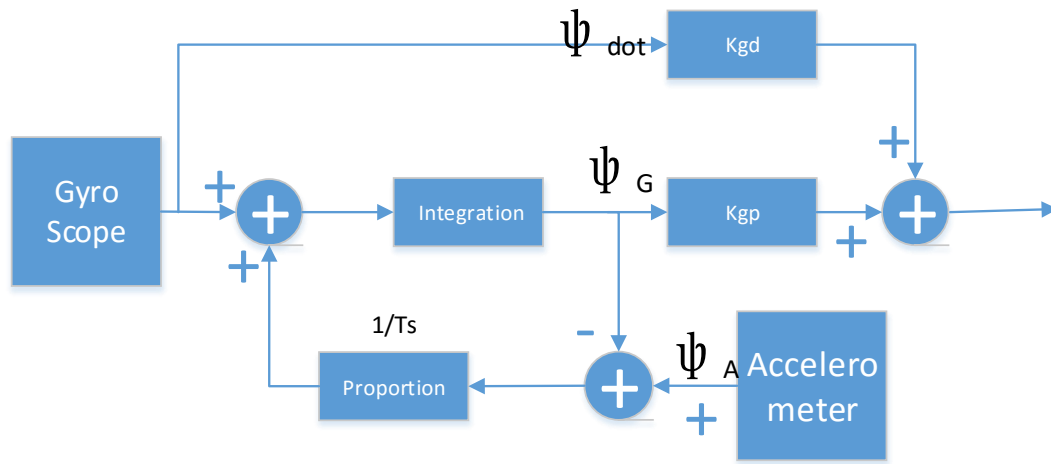 ψ dot
Kgd
+
Gyro
Scope
+
+
Integration
ψ G
Kgp
+
+
+
1/Ts
-
Proportion
+
ψ A
+
Accelero
meter